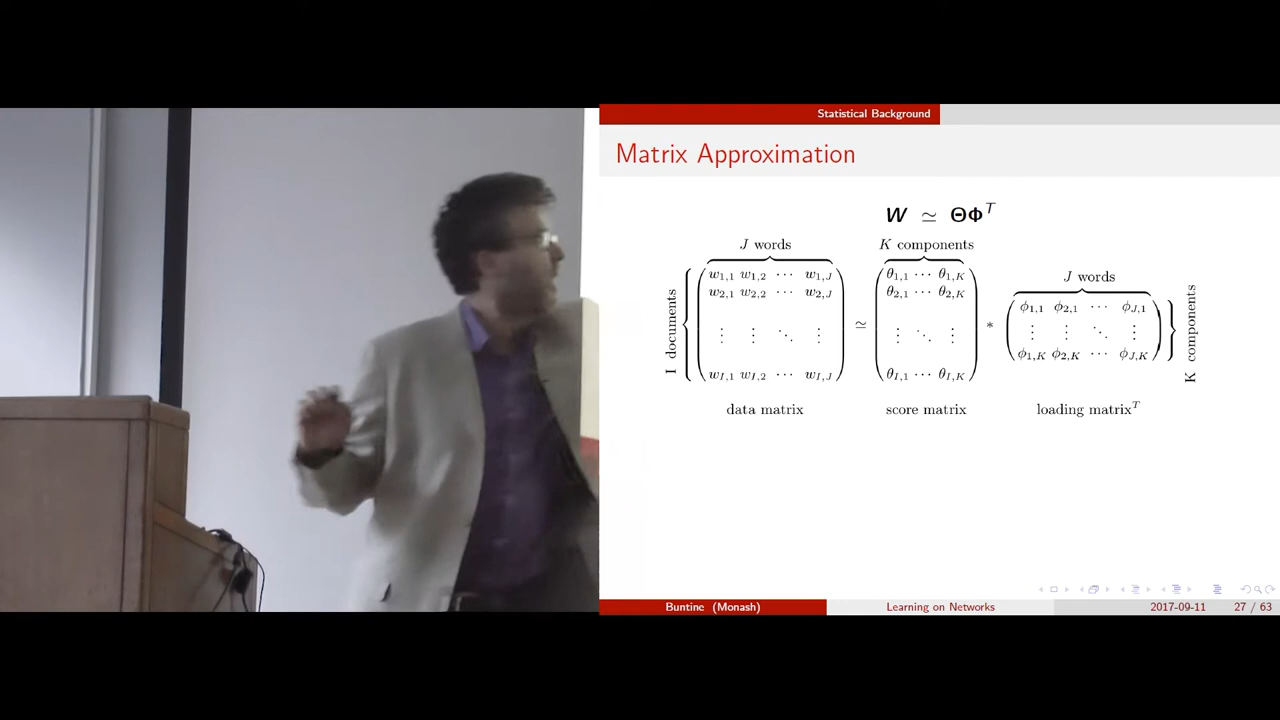 Statistical Background
Matrix Approximation
W ≃ ΘΦ^T
J words
K components
J words
I documents
w_{1,1} w_{1,2} ⋯ w_{1,J}
w_{2,1} w_{2,2} ⋯ w_{2,J}
⋮ ⋮ ⋱ ⋮
w_{I,1} w_{I,2} ⋯ w_{I,J}
≃
θ_{1,1} ⋯ θ_{1,K}
θ_{2,1} ⋯ θ_{2,K}
⋮ ⋱ ⋮
θ_{I,1} ⋯ θ_{I,K}
*
ϕ_{1,1} ϕ_{2,1} ⋯ ϕ_{J,1}
⋮ ⋮ ⋱ ⋮
ϕ_{1,K} ϕ_{2,K} ⋯ ϕ_{J,K}
K components
data matrix
score matrix
loading matrix^T
Buntine (Monash) Learning on Networks 2017-09-11 27 / 63